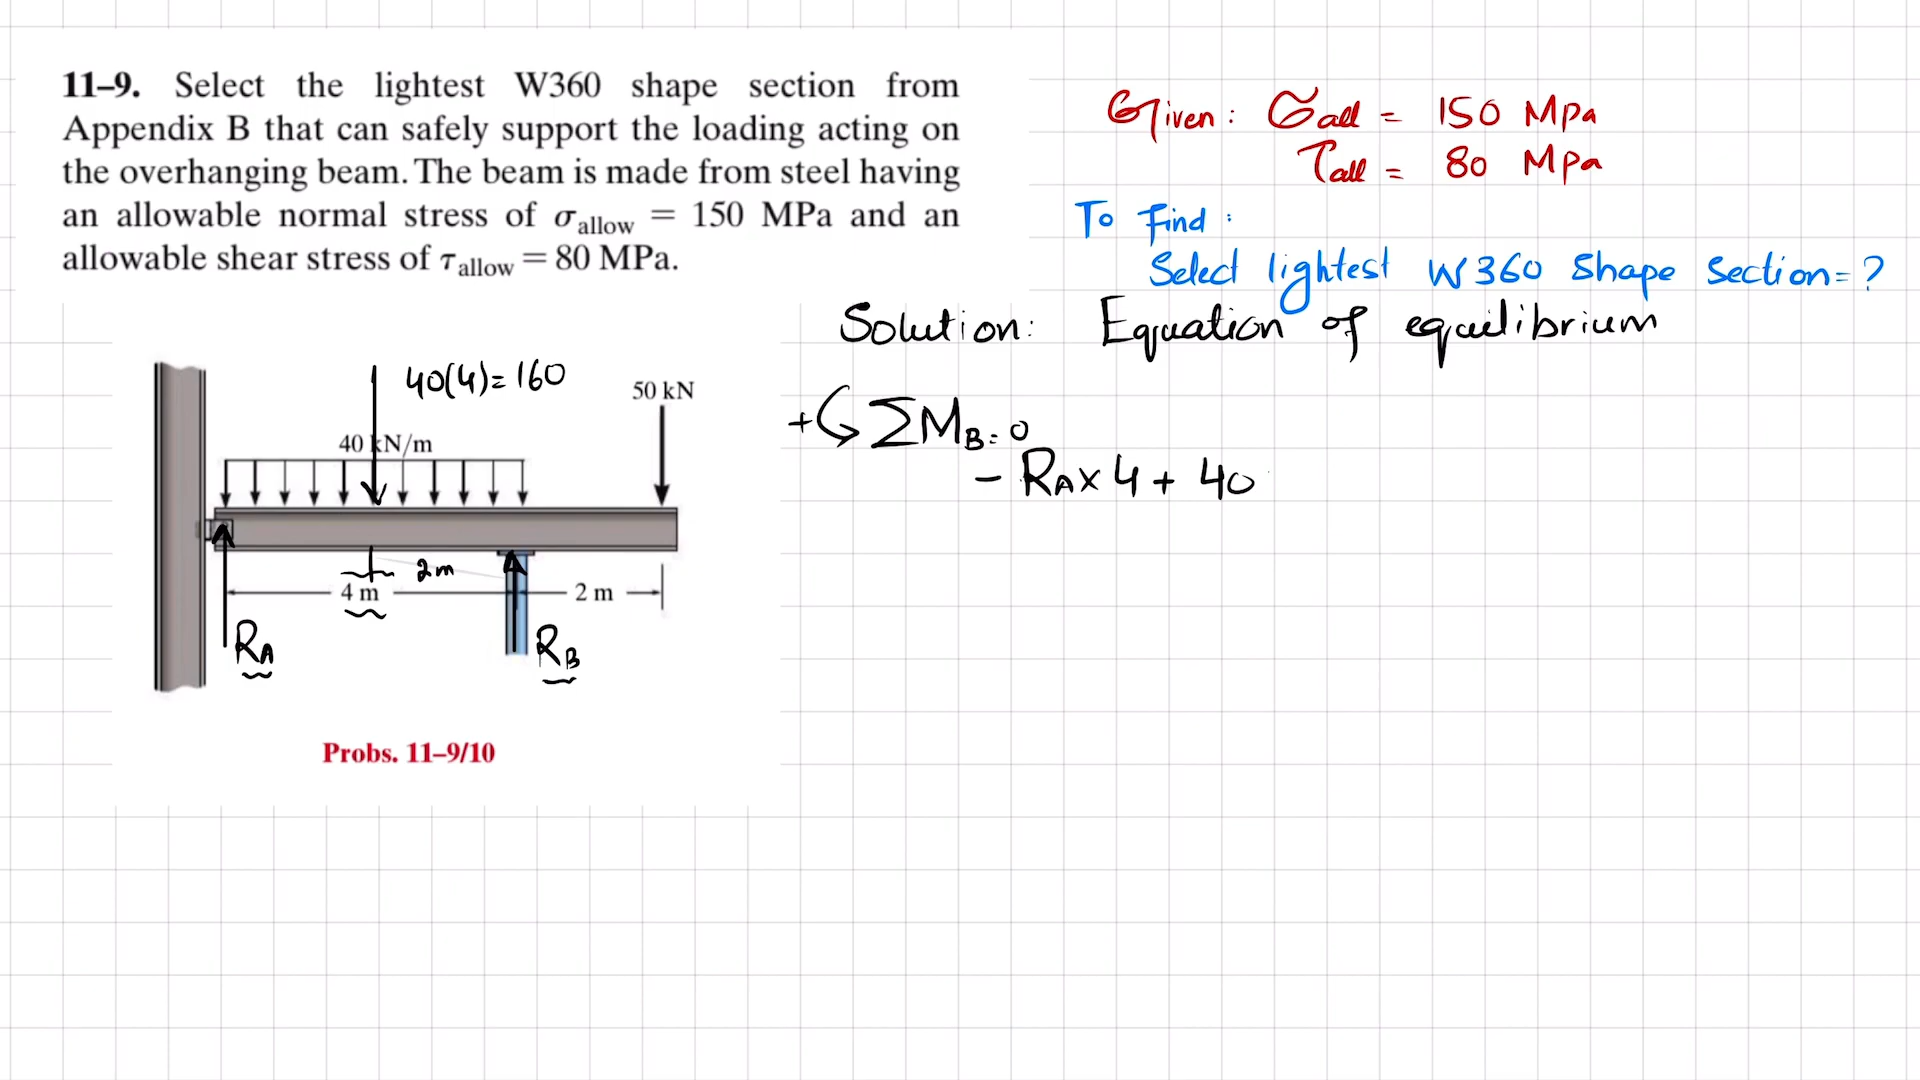 11–9. Select the lightest W360 shape section from
Appendix B that can safely support the loading acting on
the overhanging beam. The beam is made from steel having
an allowable normal stress of σallow = 150 MPa and an
allowable shear stress of τallow = 80 MPa.
Given: σall = 150 MPa
τall = 80 MPa
To Find:
Select lightest W360 Shape Section=?
Solution: Equation of equilibrium
+ ΣMB=0
- RA×4 + 40
40(4)=160
50 kN
40 kN/m
2m
4 m
2 m
RA
RB
Probs. 11–9/10